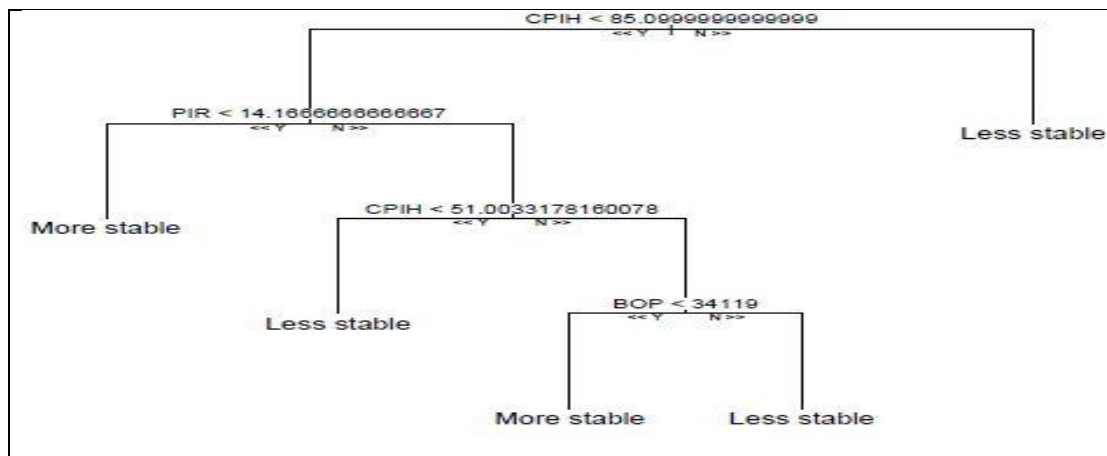 CPIH < 85.0999999999999
<< Y N >>
PIR < 14.1666666666667
<< Y N >>
Less stable
CPIH < 51.0033178160078
<< Y N >>
More stable
BOP < 34119
<< Y N >>
Less stable
More stable
Less stable